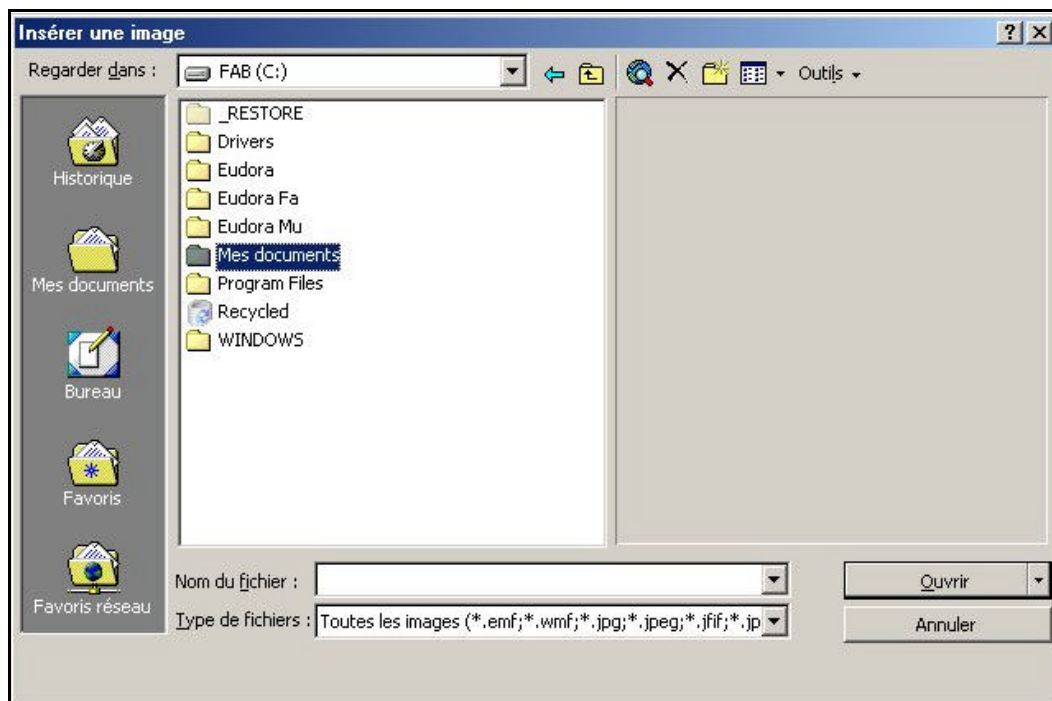 Insérer une image
Regarder dans :
FAB (C:)
Outils
Historique
Mes documents
Bureau
Favoris
Favoris réseau
_RESTORE
Drivers
Eudora
Eudora Fa
Eudora Mu
Mes documents
Program Files
Recycled
WINDOWS
Nom du fichier :
Ouvrir
Type de fichiers :
Toutes les images (*.emf;*.wmf;*.jpg;*.jpeg;*.jfif;*.jp
Annuler